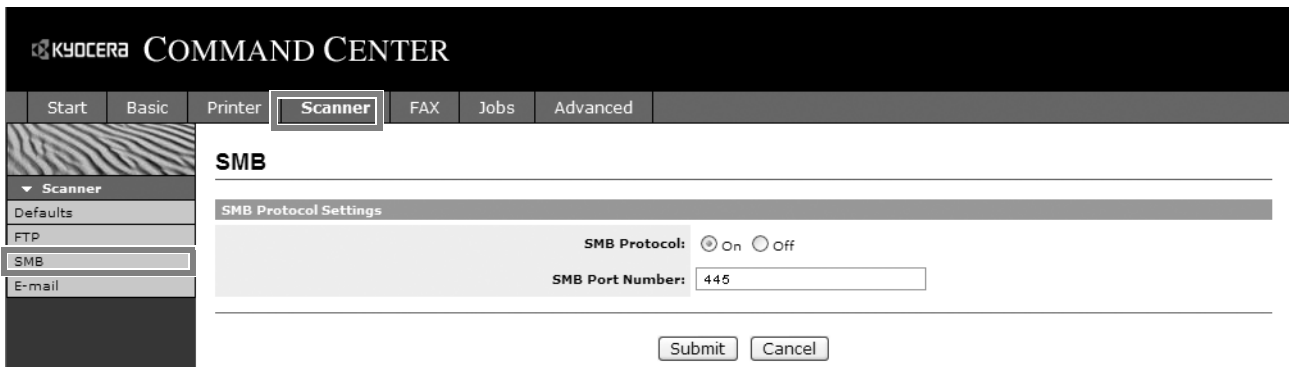 KYOCERA COMMAND CENTER
Start Basic Printer Scanner FAX Jobs Advanced
SMB
Scanner
Defaults
FTP
SMB
E-mail
SMB Protocol Settings
SMB Protocol: On Off
SMB Port Number: 445
Submit Cancel